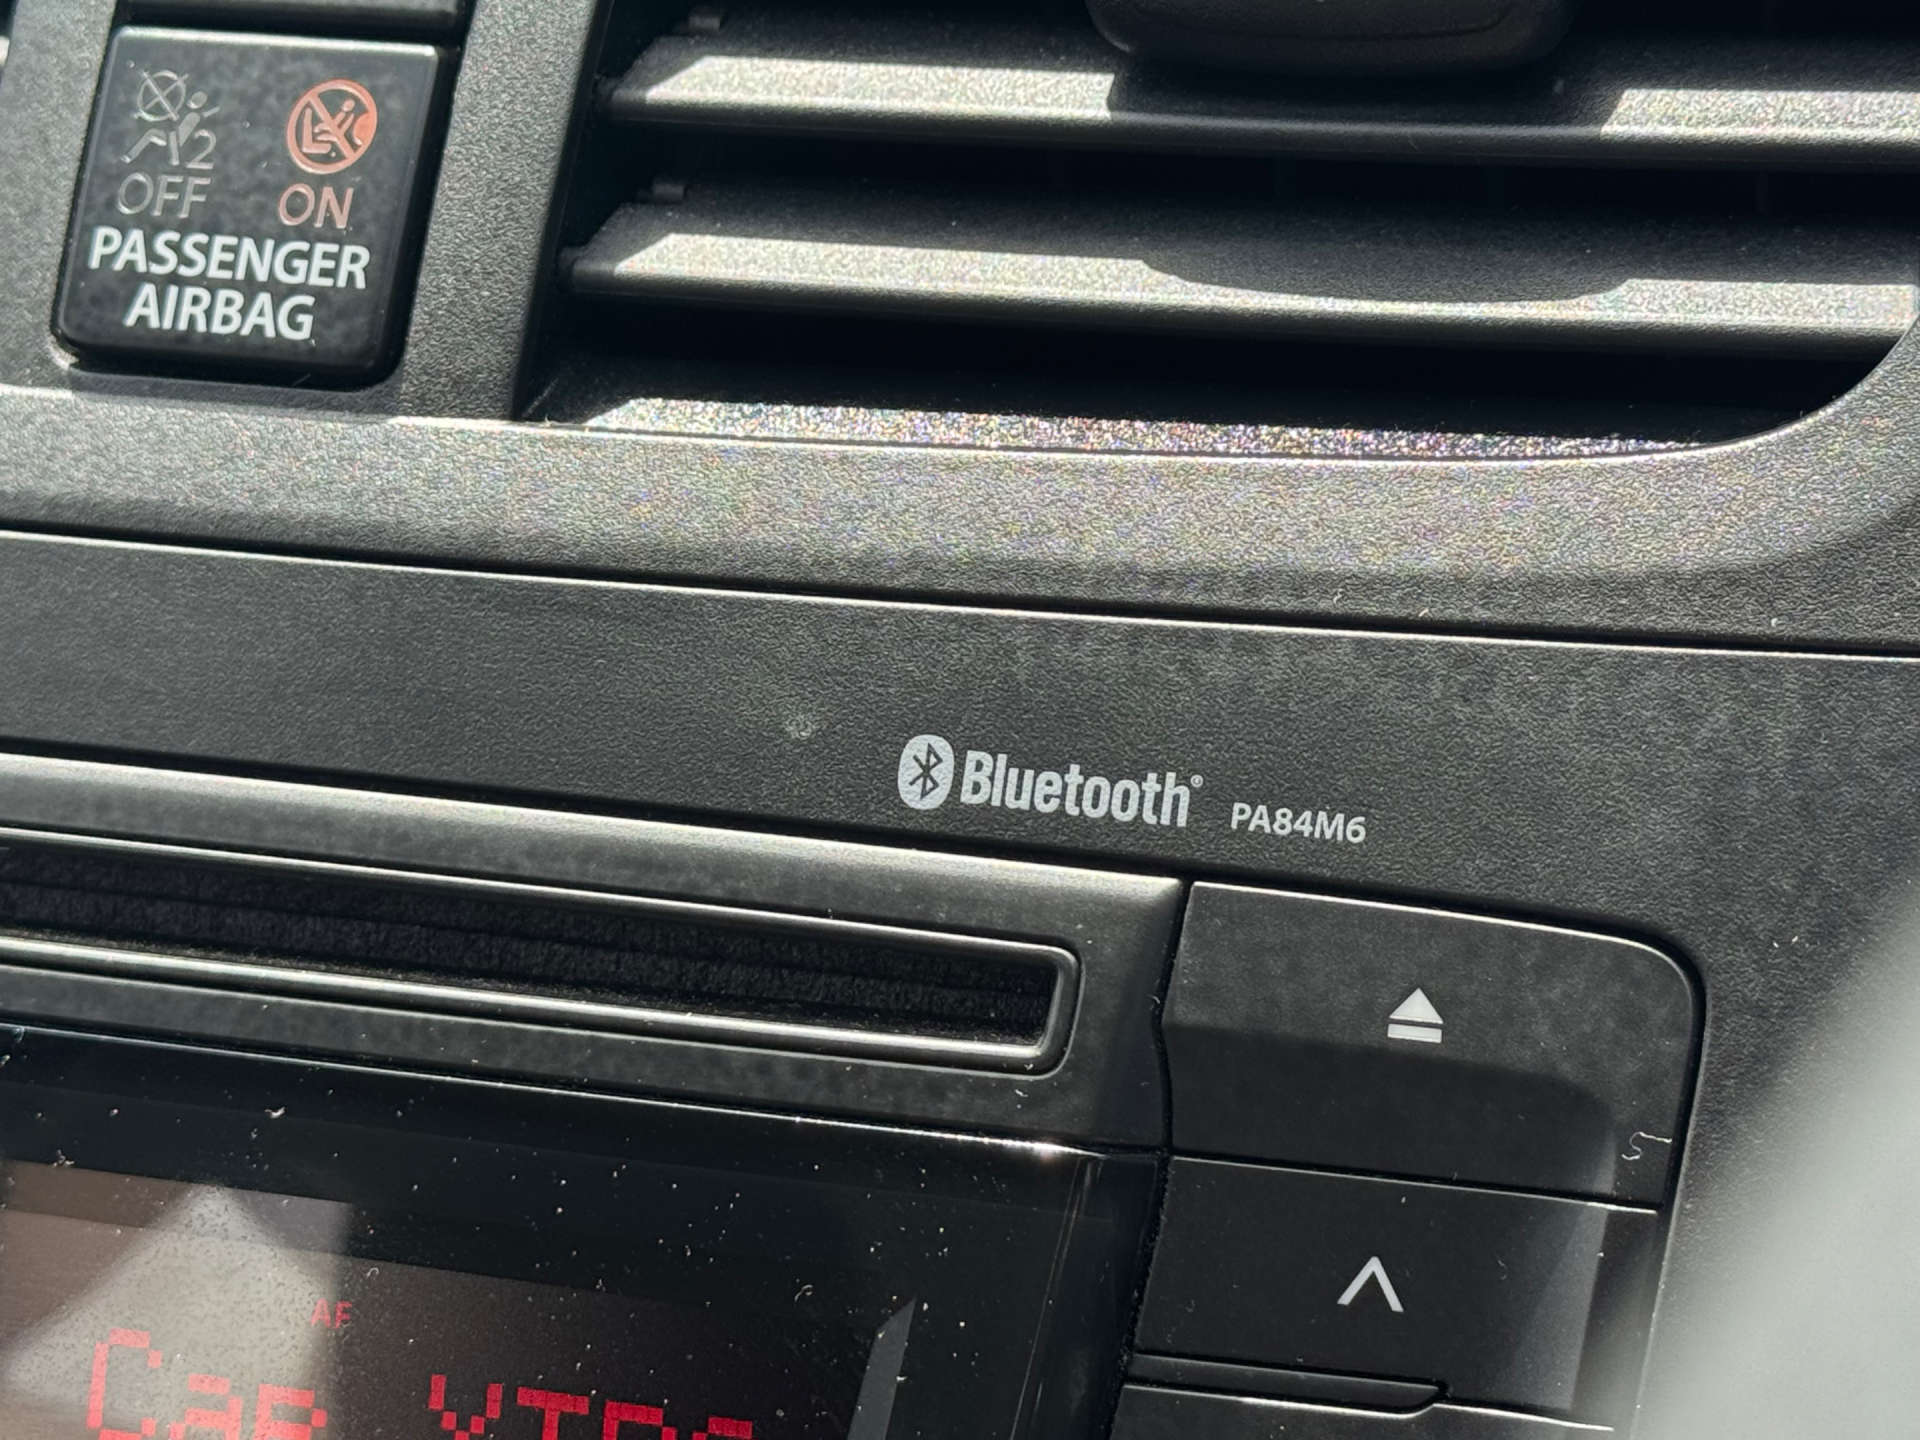 OFF ON
PASSENGER
AIRBAG
Bluetooth® PA84M6
AF